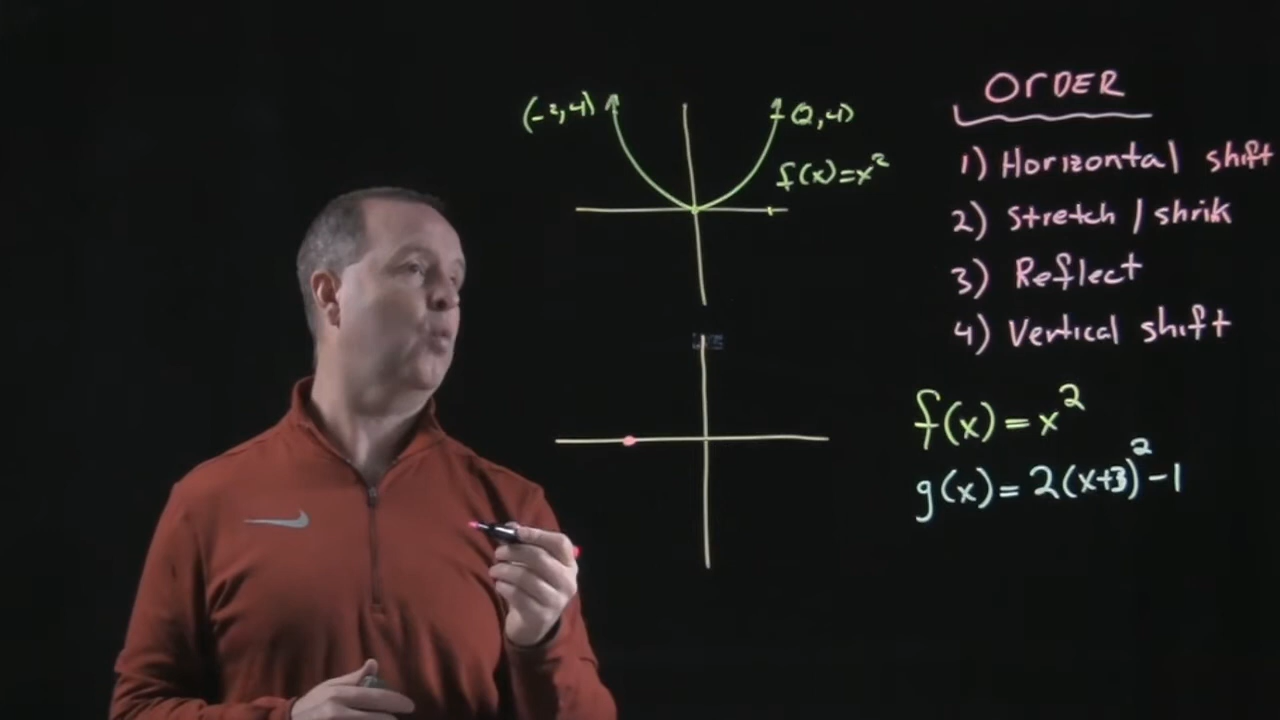 ORDER
1) Horizontal shift
2) Stretch / shrik
3) Reflect
4) Vertical shift
(-2,4)
(2,4)
f(x)=x²
f(x)=x²
g(x)=2(x+3)²-1